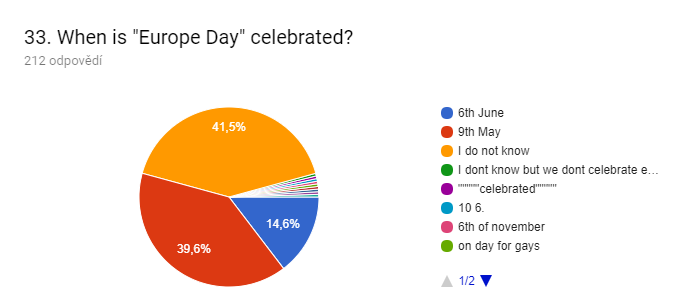 33. When is "Europe Day" celebrated?
212 odpovědí
41,5%
39,6%
14,6%
6th June
9th May
I do not know
I dont know but we dont celebrate e...
"""""celebrated"""""
10 6.
6th of november
on day for gays
1/2